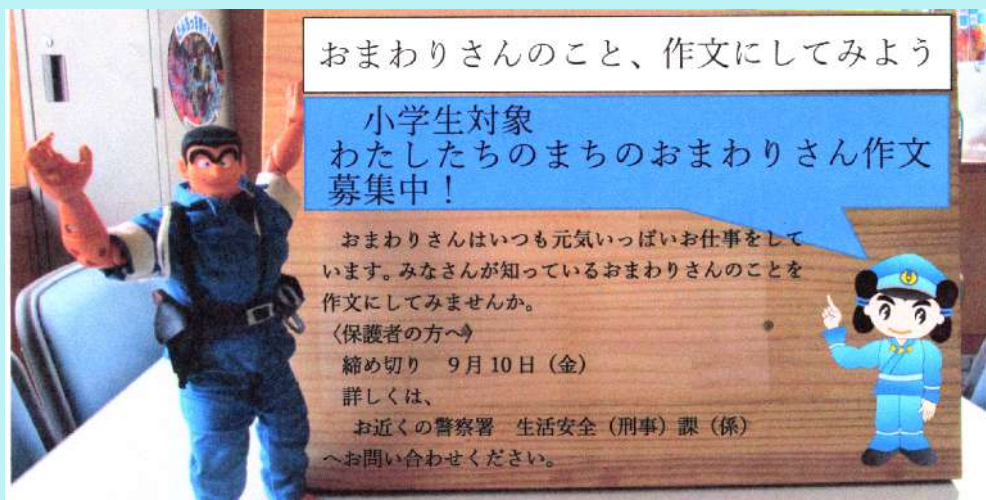 おまわりさんのこと、作文にしてみよう
小学生対象
わたしたちのまちのおまわりさん作文
募集中！
おまわりさんはいつも元気いっぱいお仕事をして
います。みなさんが知っているおまわりさんのことを
作文にしてみませんか。
〈保護者の方へ〉
締め切り　９月10日（金）
詳しくは、
お近くの警察署　生活安全（刑事）課（係）
へお問い合わせください。